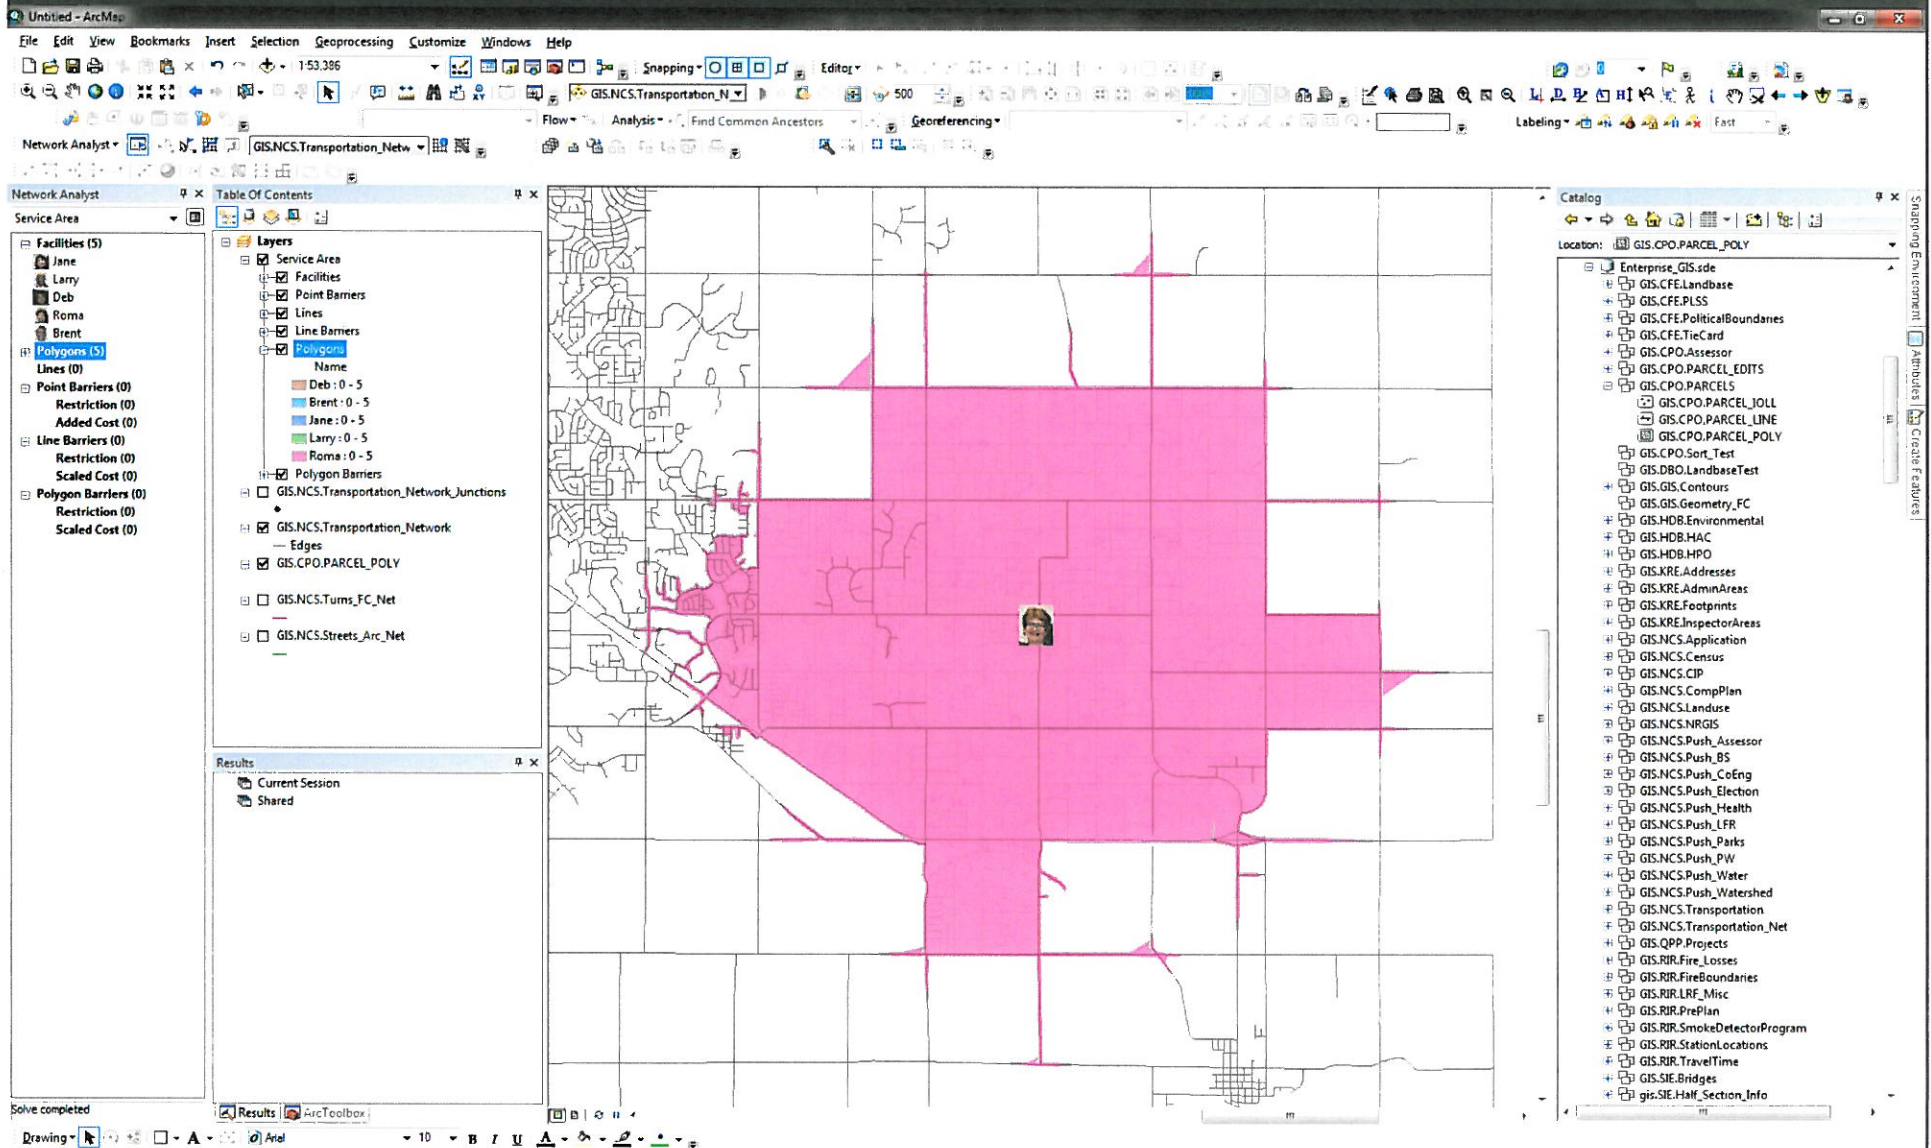 Untitled - ArcMap
File Edit View Bookmarks Insert Selection Geoprocessing Customize Windows Help
1:53,386
Snapping
Editor
GIS.NCS.Transportation_N
500
Flow
Analysis
Find Common Ancestors
Georeferencing
Labeling
Fast
Network Analyst
GIS.NCS.Transportation_Netw
Network Analyst
Service Area
Facilities (5)
Jane
Larry
Deb
Roma
Brent
Polygons (5)
Lines (0)
Point Barriers (0)
Restriction (0)
Added Cost (0)
Line Barriers (0)
Restriction (0)
Scaled Cost (0)
Polygon Barriers (0)
Restriction (0)
Scaled Cost (0)
Solve completed
Table Of Contents
Layers
Service Area
Facilities
Point Barriers
Lines
Line Barriers
Polygons
Name
Deb : 0 - 5
Brent : 0 - 5
Jane : 0 - 5
Larry : 0 - 5
Roma : 0 - 5
Polygon Barriers
GIS.NCS.Transportation_Network_Junctions
GIS.NCS.Transportation_Network
Edges
GIS.CPO.PARCEL_POLY
GIS.NCS.Turns_FC_Net
GIS.NCS.Streets_Arc_Net
Results
Current Session
Shared
Results ArcToolbox
Catalog
Location: GIS.CPO.PARCEL_POLY
Enterprise_GIS.sde
GIS.CFE.Landbase
GIS.CFE.PLSS
GIS.CFE.PoliticalBoundaries
GIS.CFE.TieCard
GIS.CPO.Assessor
GIS.CPO.PARCEL_EDITS
GIS.CPO.PARCELS
GIS.CPO.PARCEL_IOLL
GIS.CPO.PARCEL_LINE
GIS.CPO.PARCEL_POLY
GIS.CPO.Sort_Test
GIS.DBO.LandbaseTest
GIS.GIS.Contours
GIS.GIS.Geometry_FC
GIS.HDB.Environmental
GIS.HDB.HAC
GIS.HDB.HPO
GIS.KRE.Addresses
GIS.KRE.AdminAreas
GIS.KRE.Footprints
GIS.KRE.InspectorAreas
GIS.NCS.Application
GIS.NCS.Census
GIS.NCS.CIP
GIS.NCS.CompPlan
GIS.NCS.Landuse
GIS.NCS.NRGIS
GIS.NCS.Push_Assessor
GIS.NCS.Push_BS
GIS.NCS.Push_CoEng
GIS.NCS.Push_Election
GIS.NCS.Push_Health
GIS.NCS.Push_LFR
GIS.NCS.Push_Parks
GIS.NCS.Push_PW
GIS.NCS.Push_Water
GIS.NCS.Push_Watershed
GIS.NCS.Transportation
GIS.NCS.Transportation_Net
GIS.QPP.Projects
GIS.RIR.Fire_Losses
GIS.RIR.FireBoundaries
GIS.RIR.LRF_Misc
GIS.RIR.PrePlan
GIS.RIR.SmokeDetectorProgram
GIS.RIR.StationLocations
GIS.RIR.TravelTime
GIS.SIE.Bridges
gis.SIE.Half_Section_Info
Snapping Environment
Attributes
Create Features
Drawing
A
Arial
10
B I U A